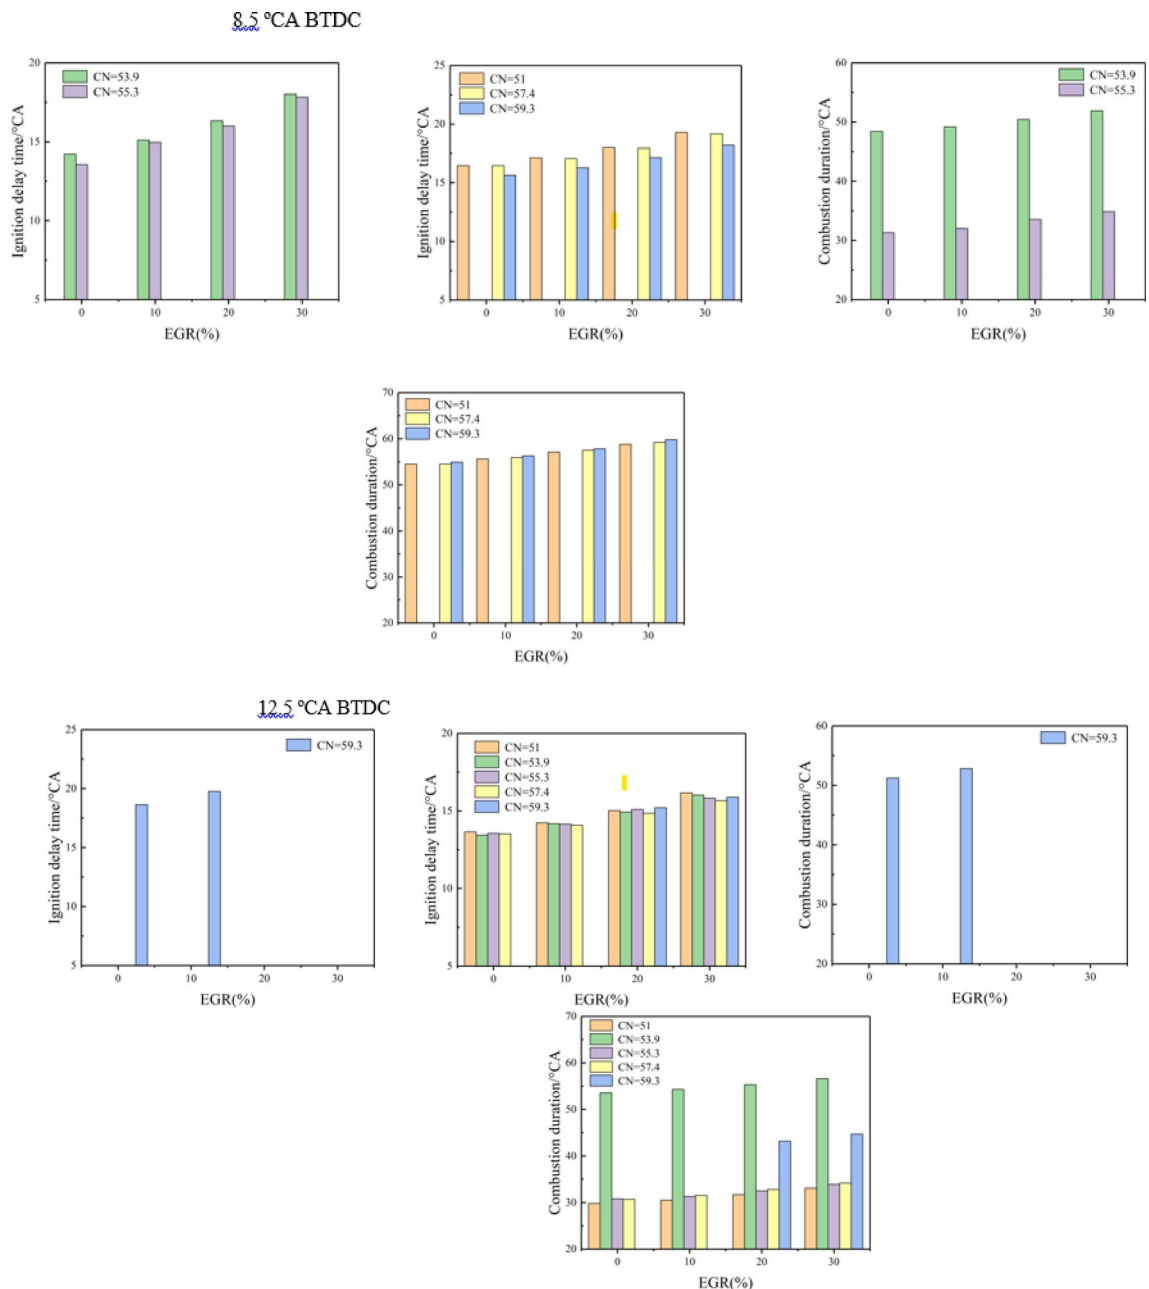 8.5 ºCA BTDC
20
15
10
5
Ignition delay time/°CA
CN=53.9
CN=55.3
0 10 20 30
EGR(%)
25
20
15
10
5
Ignition delay time/°CA
CN=51
CN=57.4
CN=59.3
0 10 20 30
EGR(%)
60
50
40
30
20
Combustion duration/°CA
CN=53.9
CN=55.3
0 10 20 30
EGR(%)
70
60
50
40
30
20
Combustion duration/°CA
CN=51
CN=57.4
CN=59.3
0 10 20 30
EGR(%)
12.5 ºCA BTDC
25
20
15
10
5
Ignition delay time/°CA
CN=59.3
0 10 20 30
EGR(%)
20
15
10
5
Ignition delay time/°CA
CN=51
CN=53.9
CN=55.3
CN=57.4
CN=59.3
0 10 20 30
EGR(%)
60
50
40
30
20
Combustion duration/°CA
CN=59.3
0 10 20 30
EGR(%)
70
60
50
40
30
20
Combustion duration/°CA
CN=51
CN=53.9
CN=55.3
CN=57.4
CN=59.3
0 10 20 30
EGR(%)